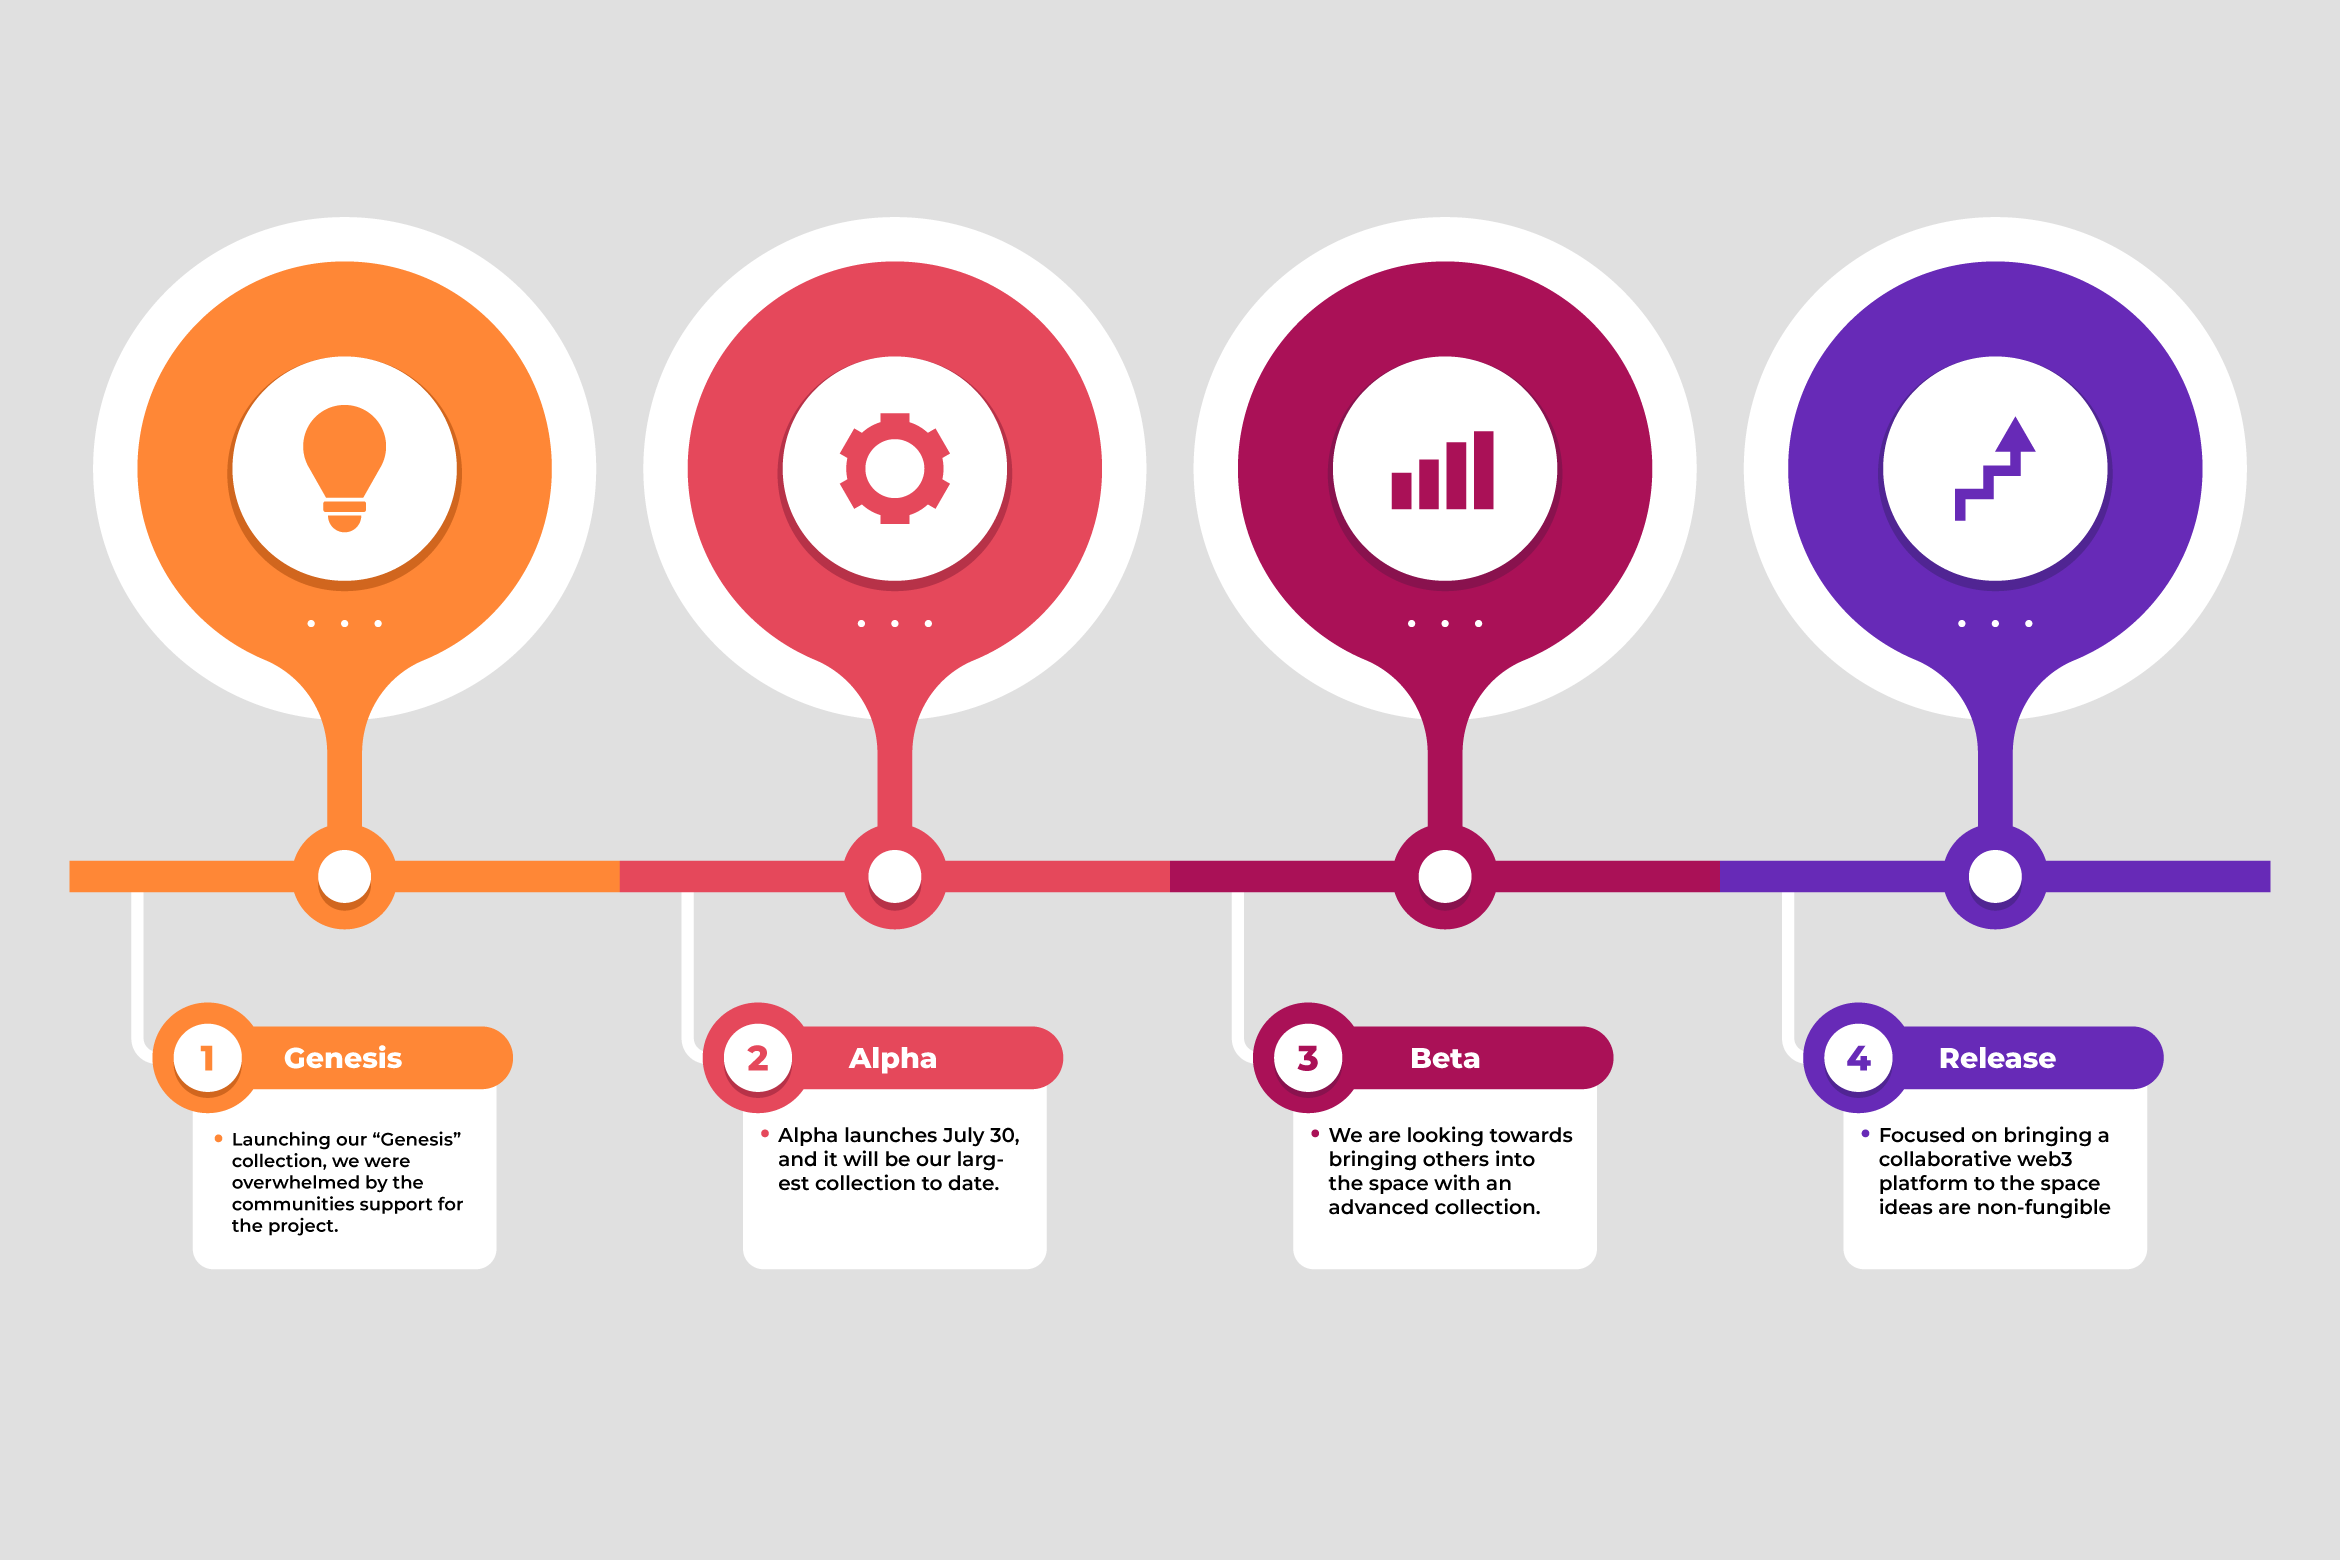 1
Genesis
Launching our “Genesis”
collection, we were
overwhelmed by the
communities support for
the project.
2
Alpha
Alpha launches July 30,
and it will be our larg-
est collection to date.
3
Beta
We are looking towards
bringing others into
the space with an
advanced collection.
4
Release
Focused on bringing a
collaborative web3
platform to the space
ideas are non-fungible